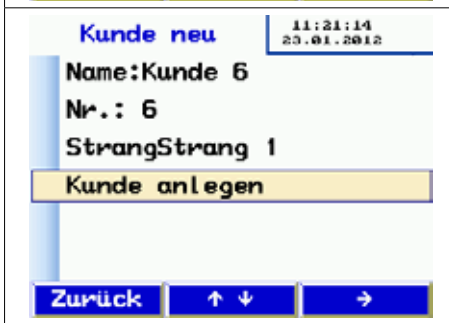 Kunde neu
11:21:14
23.01.2012
Name:Kunde 6
Nr.: 6
StrangStrang 1
Kunde anlegen
Zurück ↑ ↓ →